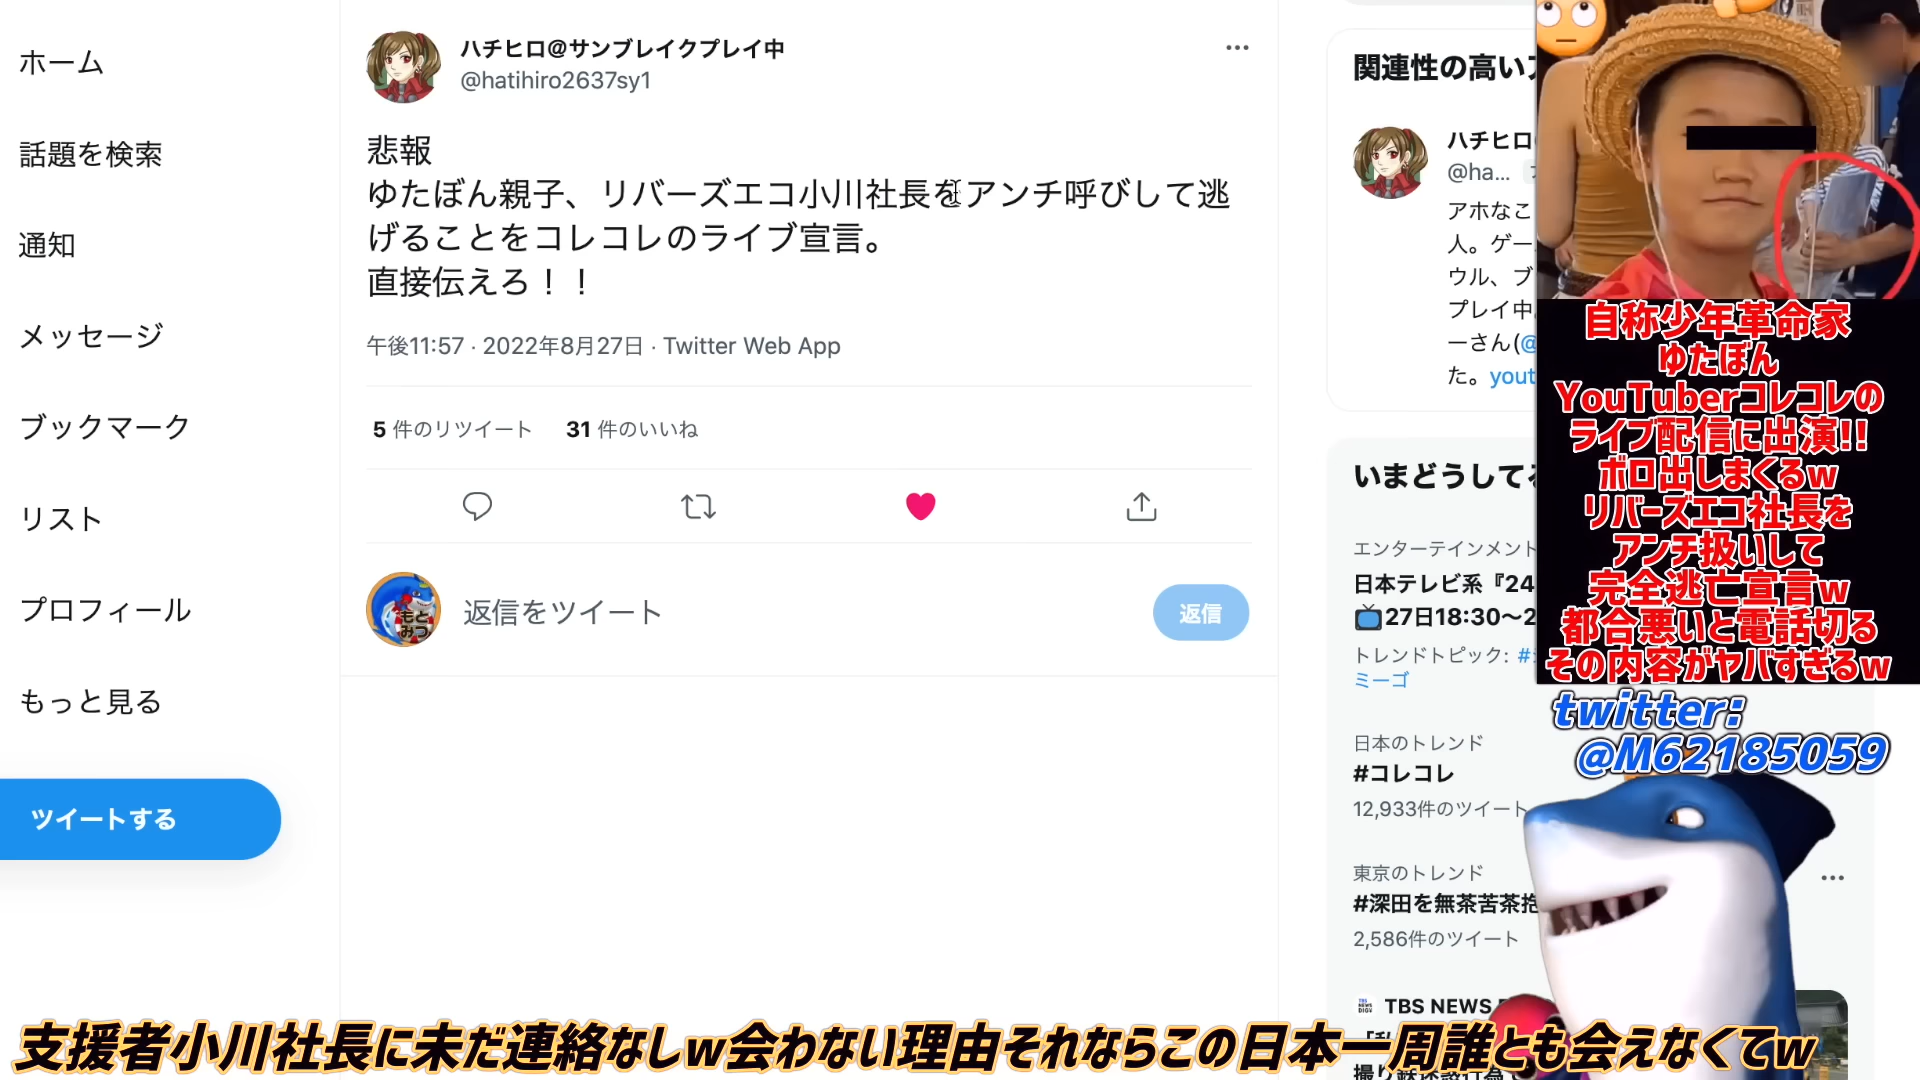 ホーム
話題を検索
通知
メッセージ
ブックマーク
リスト
プロフィール
もっと見る
ツイートする
ハチヒロ@サンブレイクプレイ中
@hatihiro2637sy1
悲報
ゆたぼん親子、リバーズエコ小川社長をアンチ呼びして逃
げることをコレコレのライブ宣言。
直接伝えろ！！
午後11:57 · 2022年8月27日 · Twitter Web App
5 件のリツイート 31 件のいいね
もと
みつ
返信をツイート
返信
関連性の高い
ハチヒロ
@ha...
アホなこ
人。ゲー
ウル、ブ
プレイ中
ーさん(@
た。yout
いまどうしてる
エンターテインメント
日本テレビ系『24
27日18:30〜2
トレンドトピック: #
ミーゴ
日本のトレンド
#コレコレ
12,933件のツイート
東京のトレンド
#深田を無茶苦茶抱
2,586件のツイート
TBS NEWS
自称少年革命家
ゆたぼん
YouTuberコレコレの
ライブ配信に出演!!
ボロ出しまくるw
リバーズエコ社長を
アンチ扱いして
完全逃亡宣言w
都合悪いと電話切る
その内容がヤバすぎるw
twitter:
@M62185059
支援者小川社長に未だ連絡なしw会わない理由それならこの日本一周誰とも会えなくてw